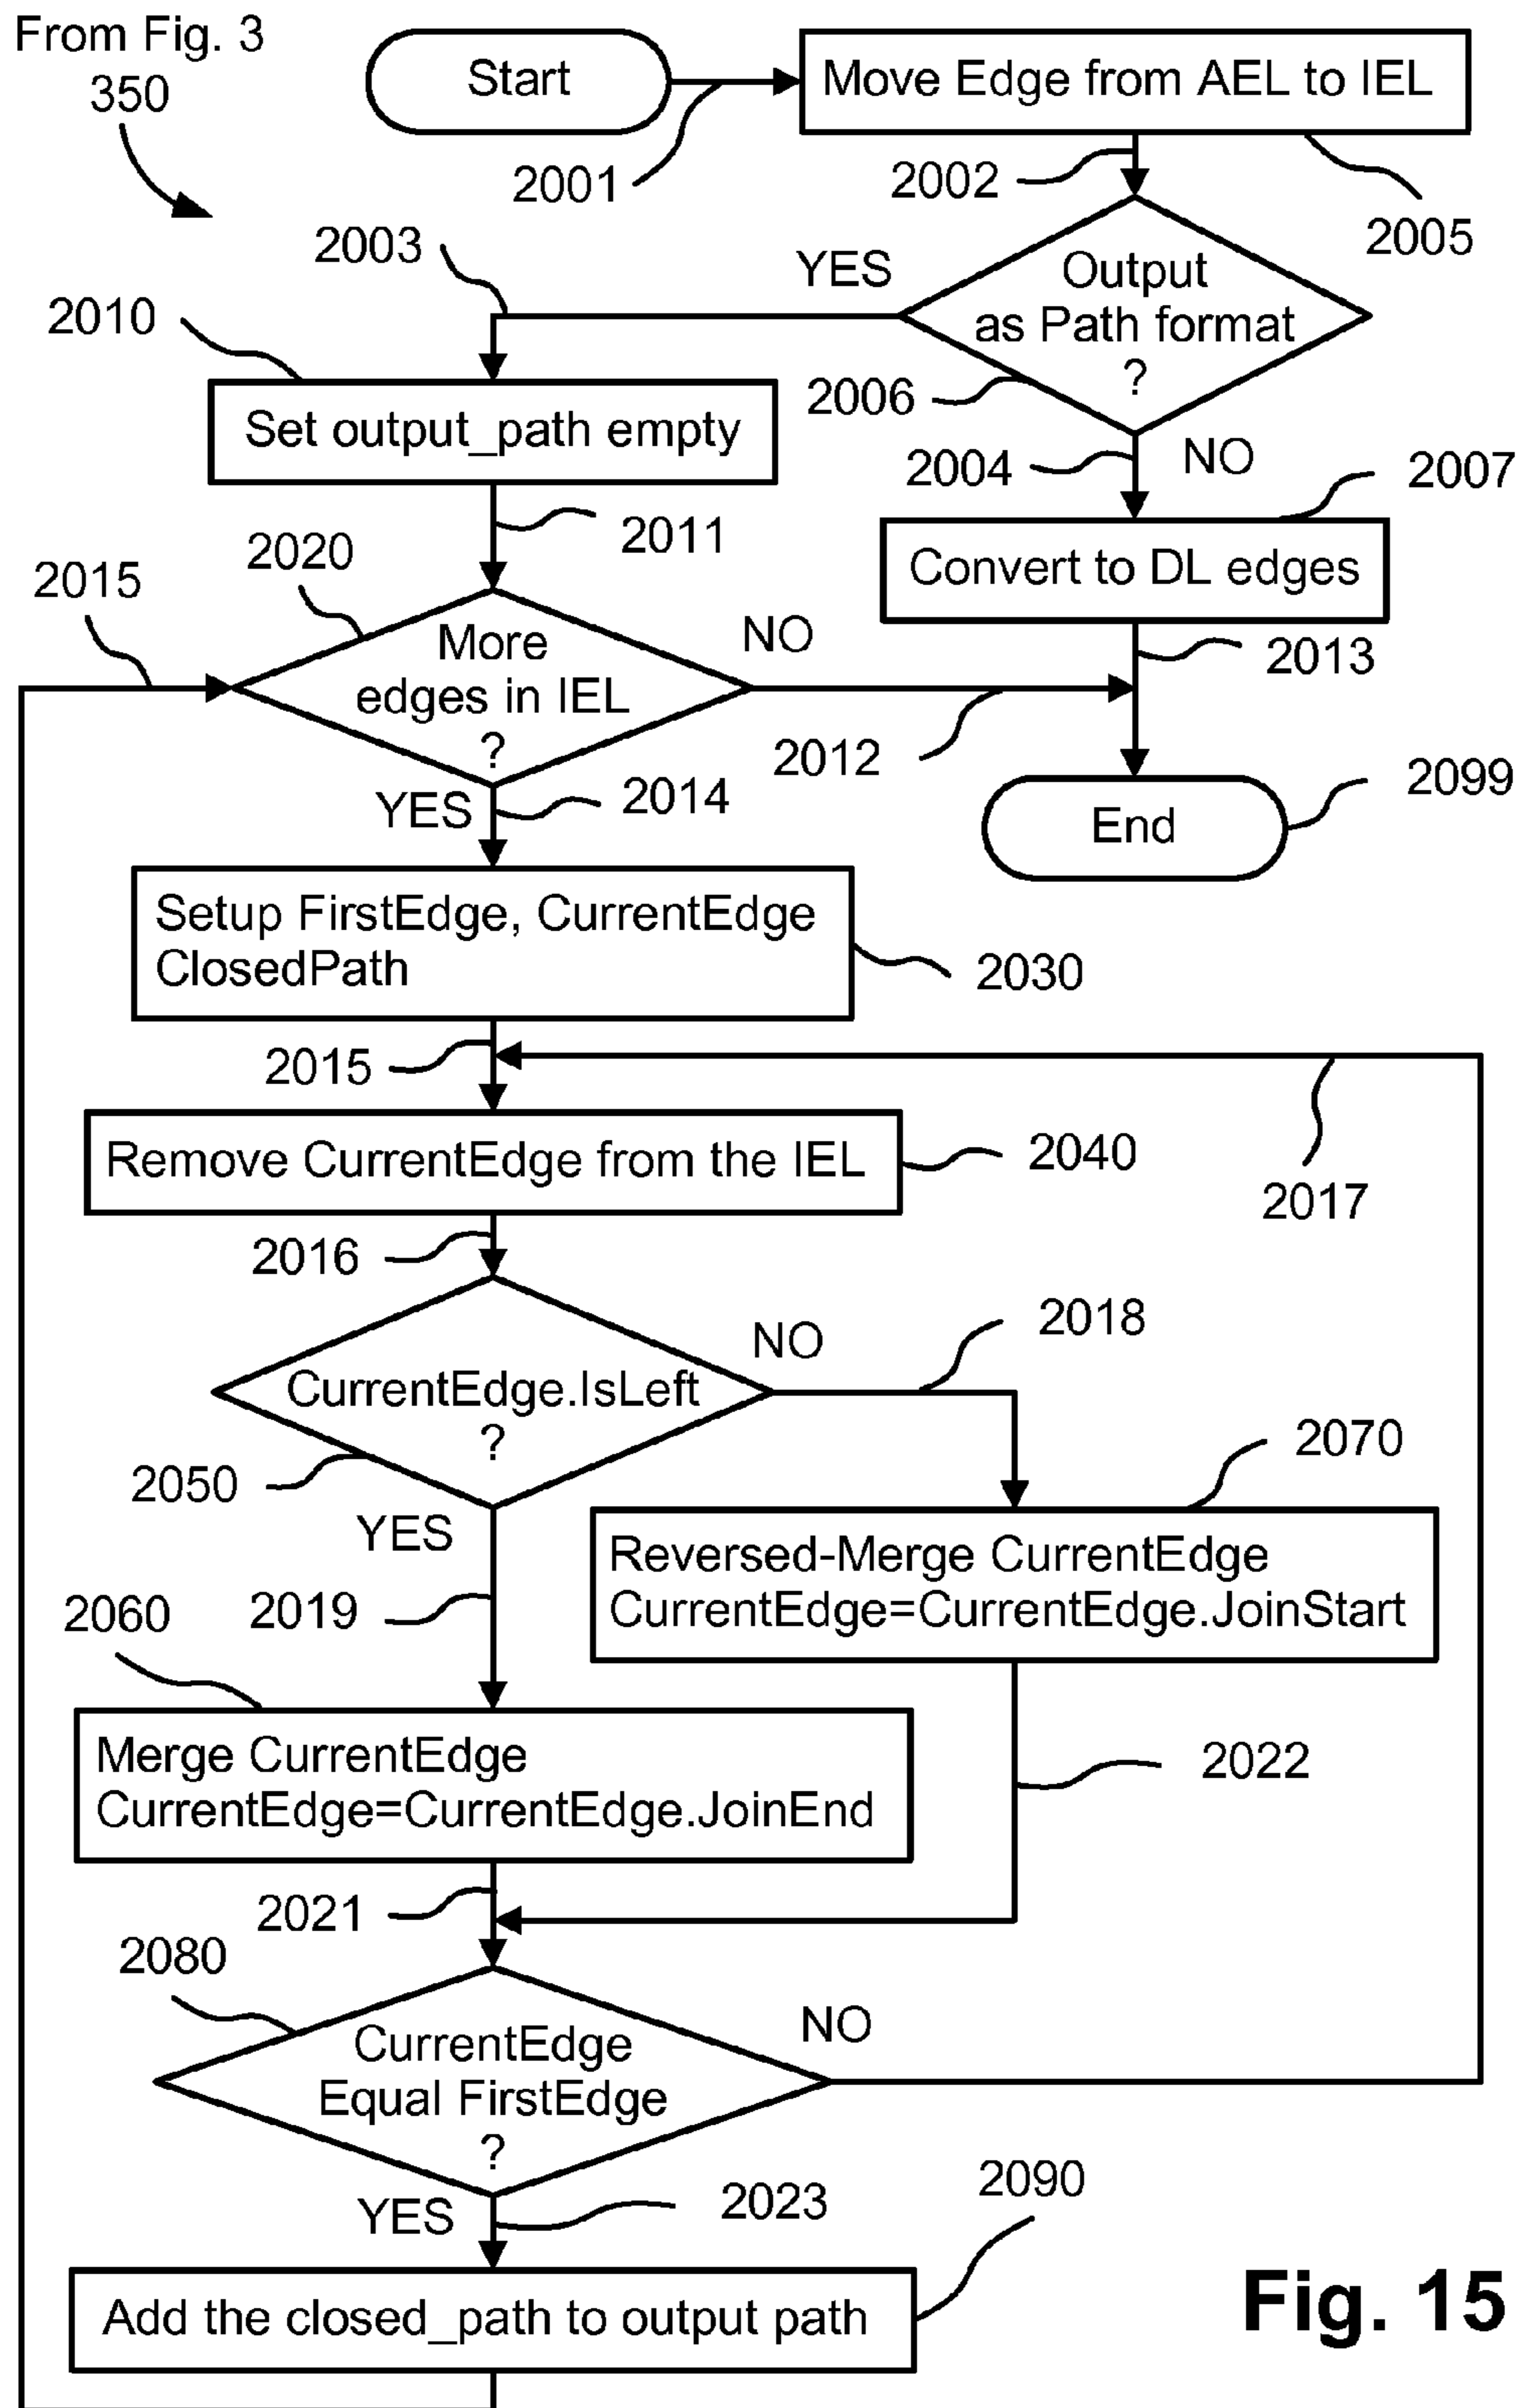 From Fig. 3
350
Start
Move Edge from AEL to IEL
2001
2002
2005
2003
YES
Output
as Path format
?
2010
2006
Set output_path empty
2004
NO
2007
2011
Convert to DL edges
2015
2020
More
edges in IEL
?
NO
2013
2012
YES
2014
2099
End
Setup FirstEdge, CurrentEdge
ClosedPath
2030
2015
Remove CurrentEdge from the IEL
2040
2017
2016
NO
2018
CurrentEdge.IsLeft
?
2050
2070
YES
Reversed-Merge CurrentEdge
CurrentEdge=CurrentEdge.JoinStart
2060
2019
Merge CurrentEdge
CurrentEdge=CurrentEdge.JoinEnd
2022
2021
2080
CurrentEdge
Equal FirstEdge
?
NO
YES
2023
2090
Add the closed_path to output path
Fig. 15